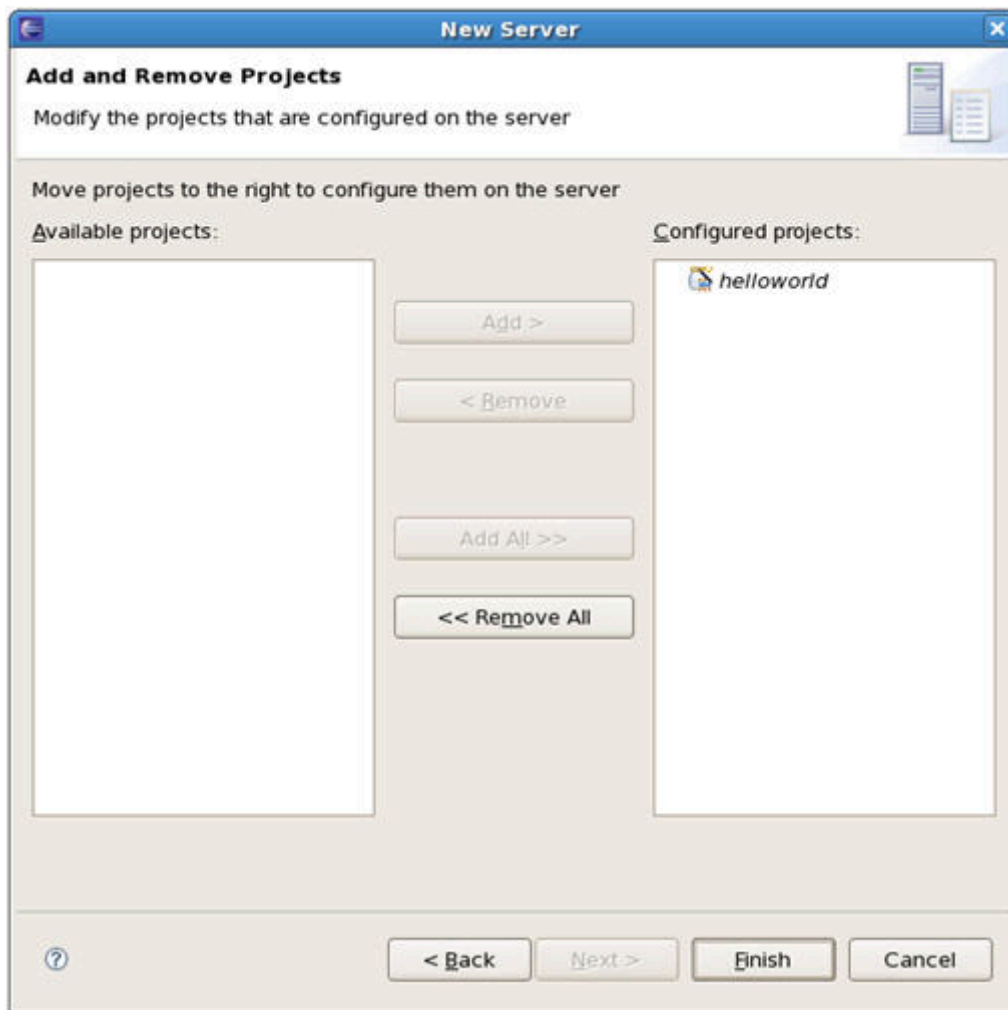 New Server
Add and Remove Projects
Modify the projects that are configured on the server
Move projects to the right to configure them on the server
Available projects:
Configured projects:
helloworld
Add >
< Remove
Add All >>
<< Remove All
?
< Back
Next >
Finish
Cancel